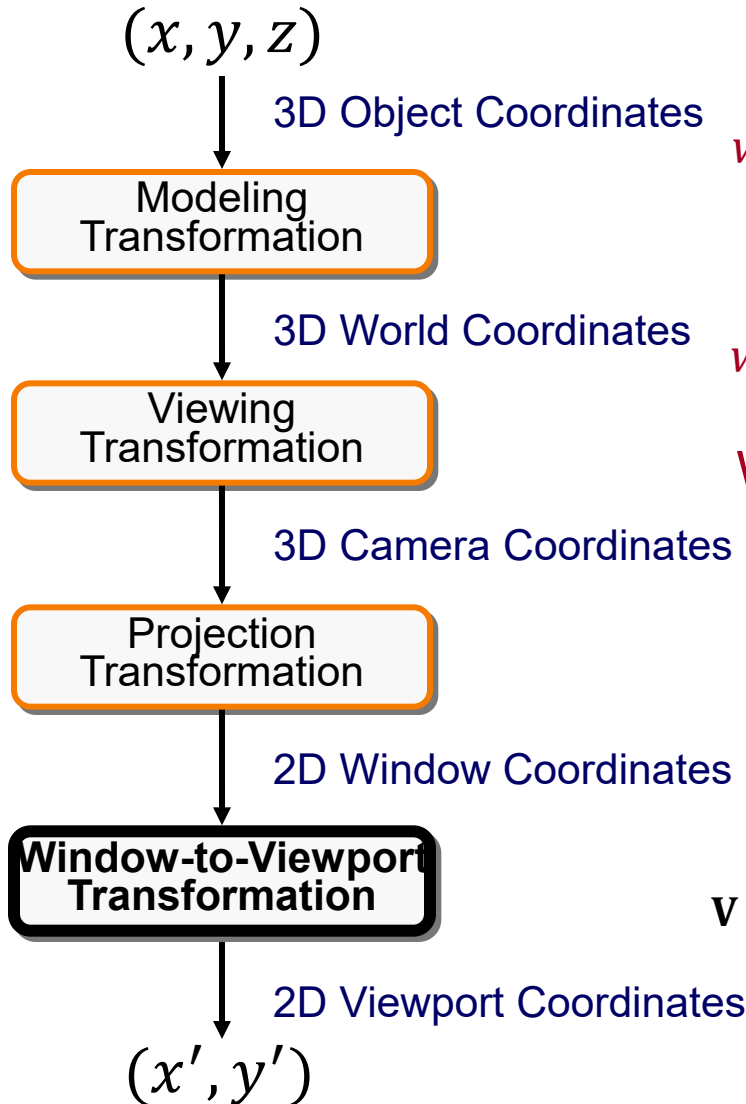 (x, y, z)
3D Object Coordinates
v
Modeling
Transformation
3D World Coordinates
v
Viewing
Transformation
3D Camera Coordinates
Projection
Transformation
2D Window Coordinates
Window-to-Viewport
Transformation
V
2D Viewport Coordinates
(x′, y′)